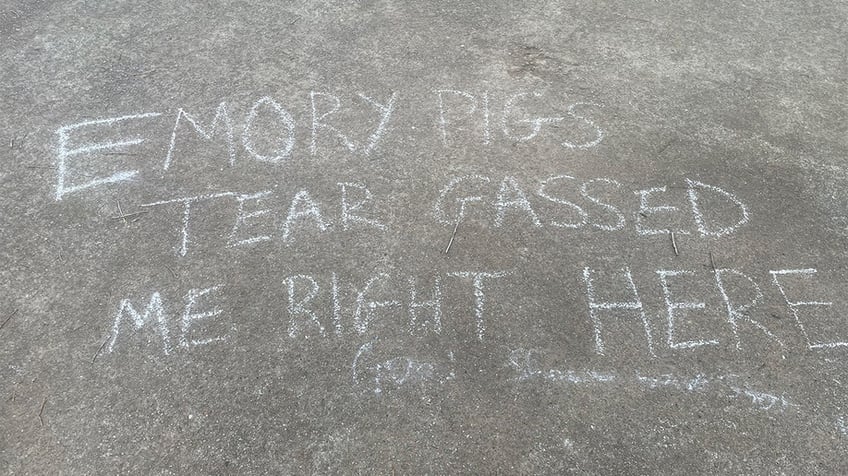 EMORY PIGS
TEAR GASSED
ME RIGHT HERE